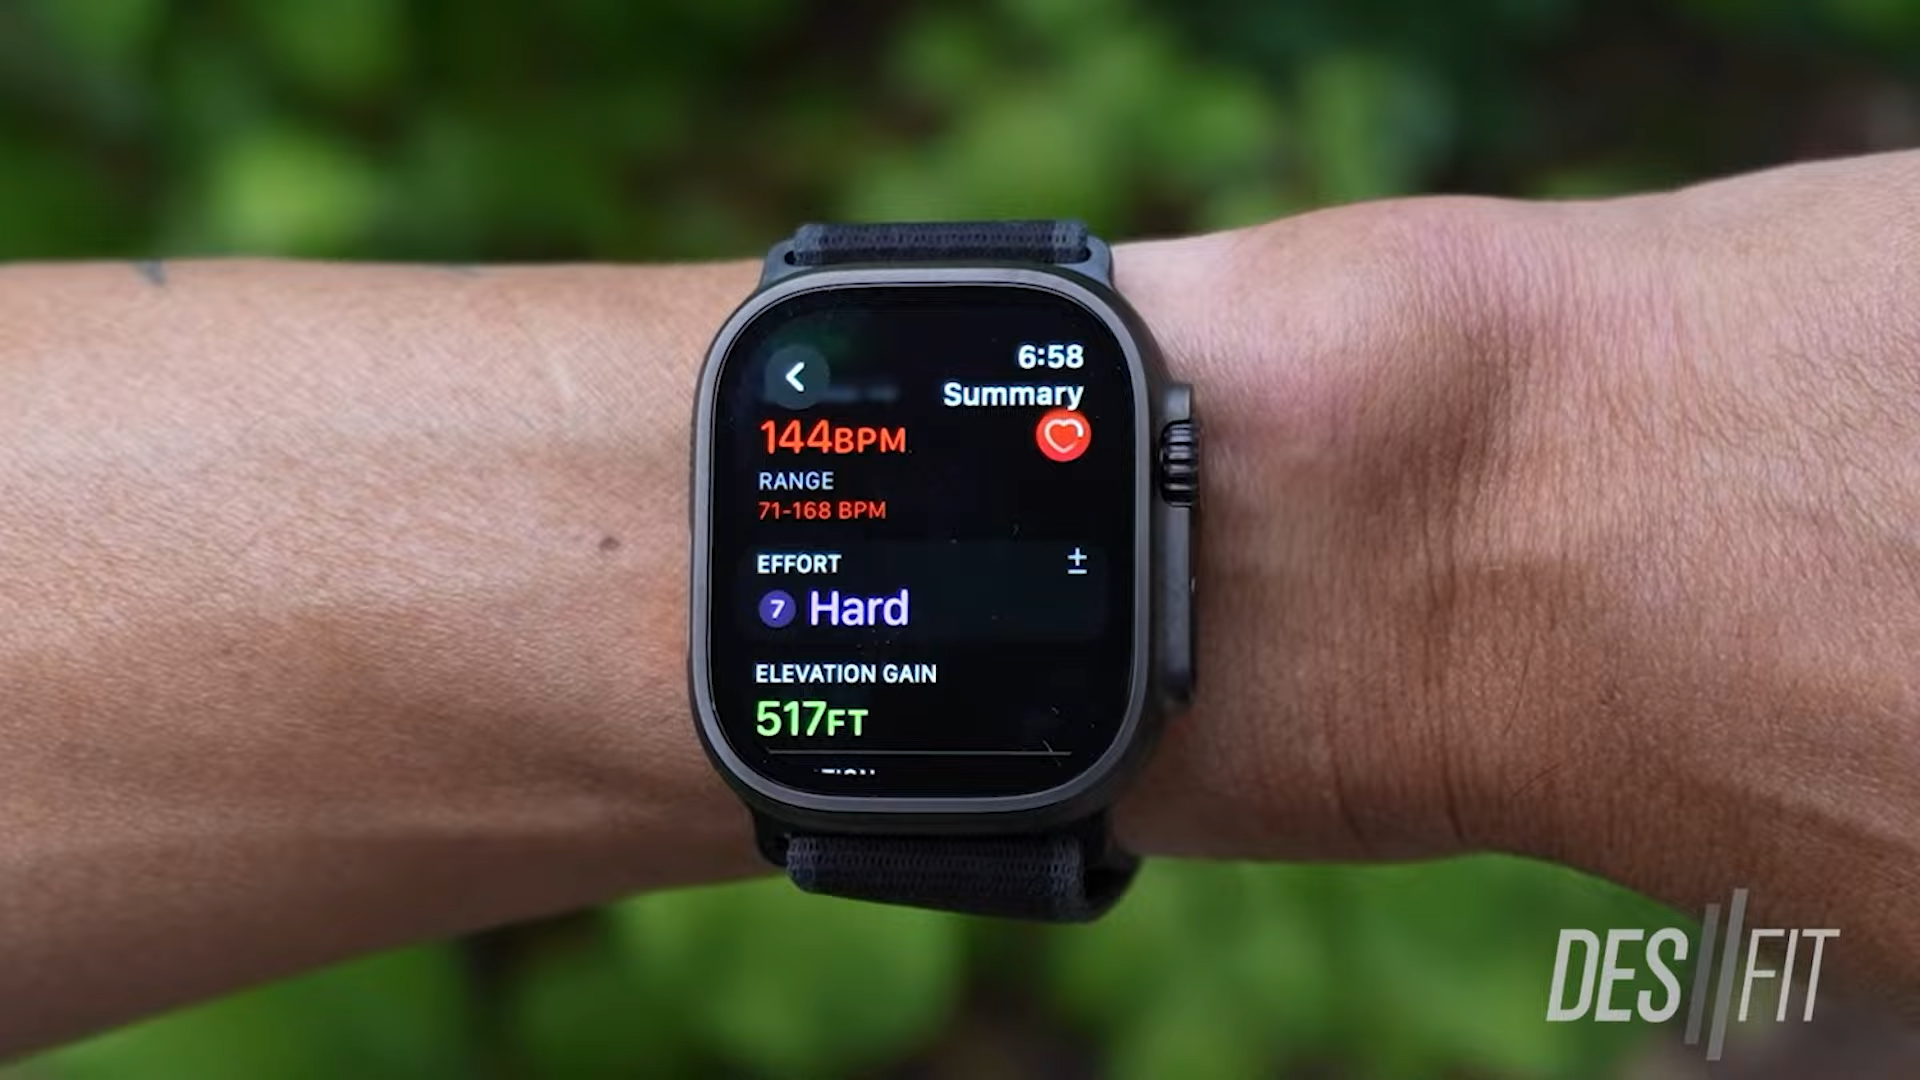 6:58
Summary
144BPM
RANGE
71-168 BPM
EFFORT
7 Hard
ELEVATION GAIN
517FT
DES//FIT